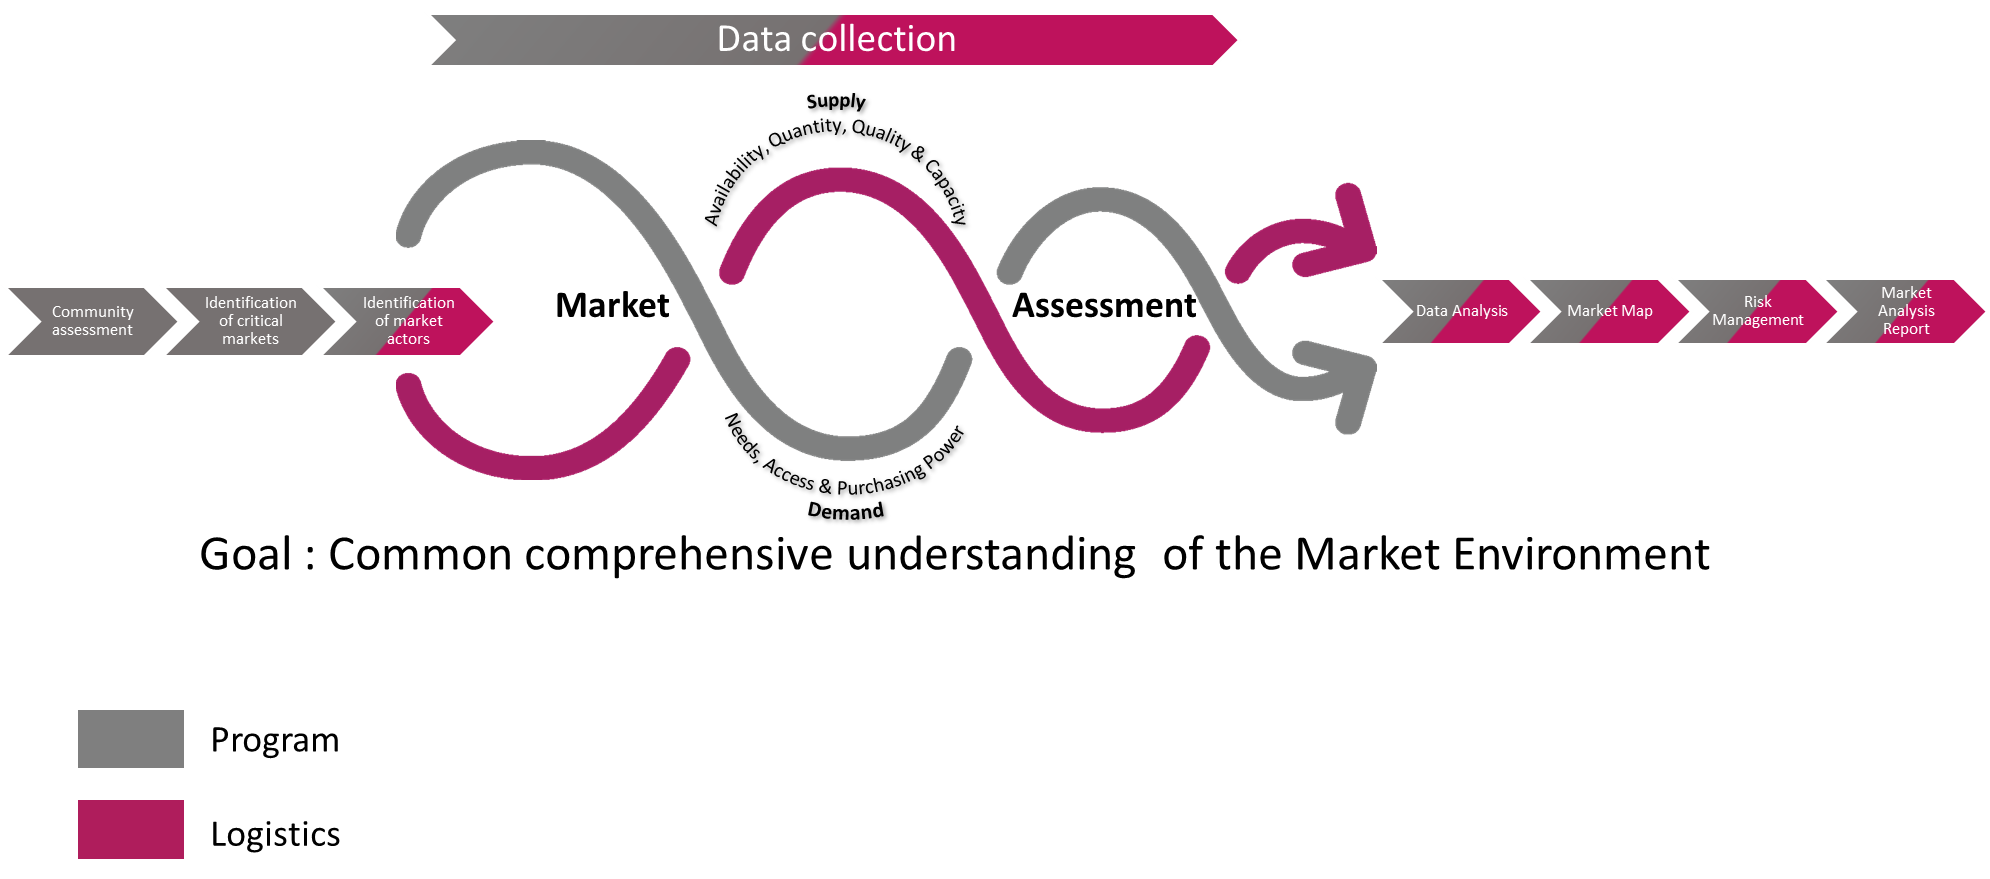 Data collection
Supply
Availability, Quantity, Quality & Capacity
Community
assessment
Identification
of critical
markets
Identification
of market
actors
Market
Assessment
Data Analysis
Market Map
Risk
Management
Market
Analysis
Report
Needs, Access & Purchasing Power
Demand
Goal : Common comprehensive understanding  of the Market Environment
Program
Logistics